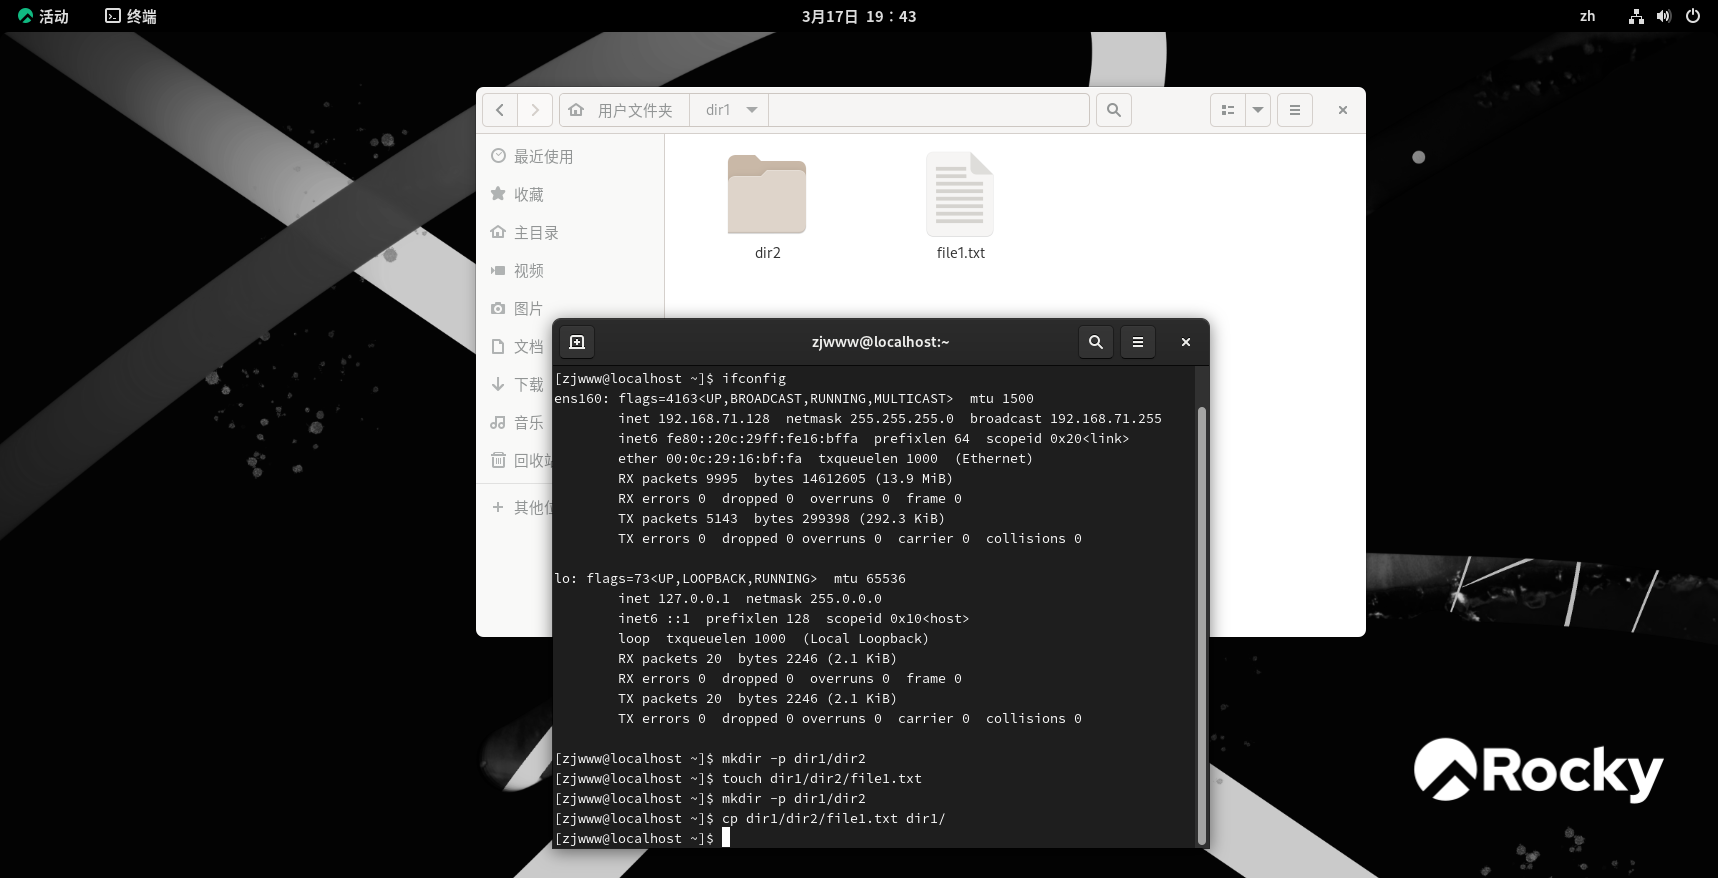 活动 终端 3月17日 19：43 zh
用户文件夹 dir1
最近使用
收藏
主目录
视频
图片
文档
下载
音乐
回收站
其他位
dir2 file1.txt
zjwww@localhost:~
[zjwww@localhost ~]$ ifconfig
ens160: flags=4163<UP,BROADCAST,RUNNING,MULTICAST>  mtu 1500
        inet 192.168.71.128  netmask 255.255.255.0  broadcast 192.168.71.255
        inet6 fe80::20c:29ff:fe16:bffa  prefixlen 64  scopeid 0x20<link>
        ether 00:0c:29:16:bf:fa  txqueuelen 1000  (Ethernet)
        RX packets 9995  bytes 14612605 (13.9 MiB)
        RX errors 0  dropped 0  overruns 0  frame 0
        TX packets 5143  bytes 299398 (292.3 KiB)
        TX errors 0  dropped 0 overruns 0  carrier 0  collisions 0
lo: flags=73<UP,LOOPBACK,RUNNING>  mtu 65536
        inet 127.0.0.1  netmask 255.0.0.0
        inet6 ::1  prefixlen 128  scopeid 0x10<host>
        loop  txqueuelen 1000  (Local Loopback)
        RX packets 20  bytes 2246 (2.1 KiB)
        RX errors 0  dropped 0  overruns 0  frame 0
        TX packets 20  bytes 2246 (2.1 KiB)
        TX errors 0  dropped 0 overruns 0  carrier 0  collisions 0
[zjwww@localhost ~]$ mkdir -p dir1/dir2
[zjwww@localhost ~]$ touch dir1/dir2/file1.txt
[zjwww@localhost ~]$ mkdir -p dir1/dir2
[zjwww@localhost ~]$ cp dir1/dir2/file1.txt dir1/
[zjwww@localhost ~]$
Rocky